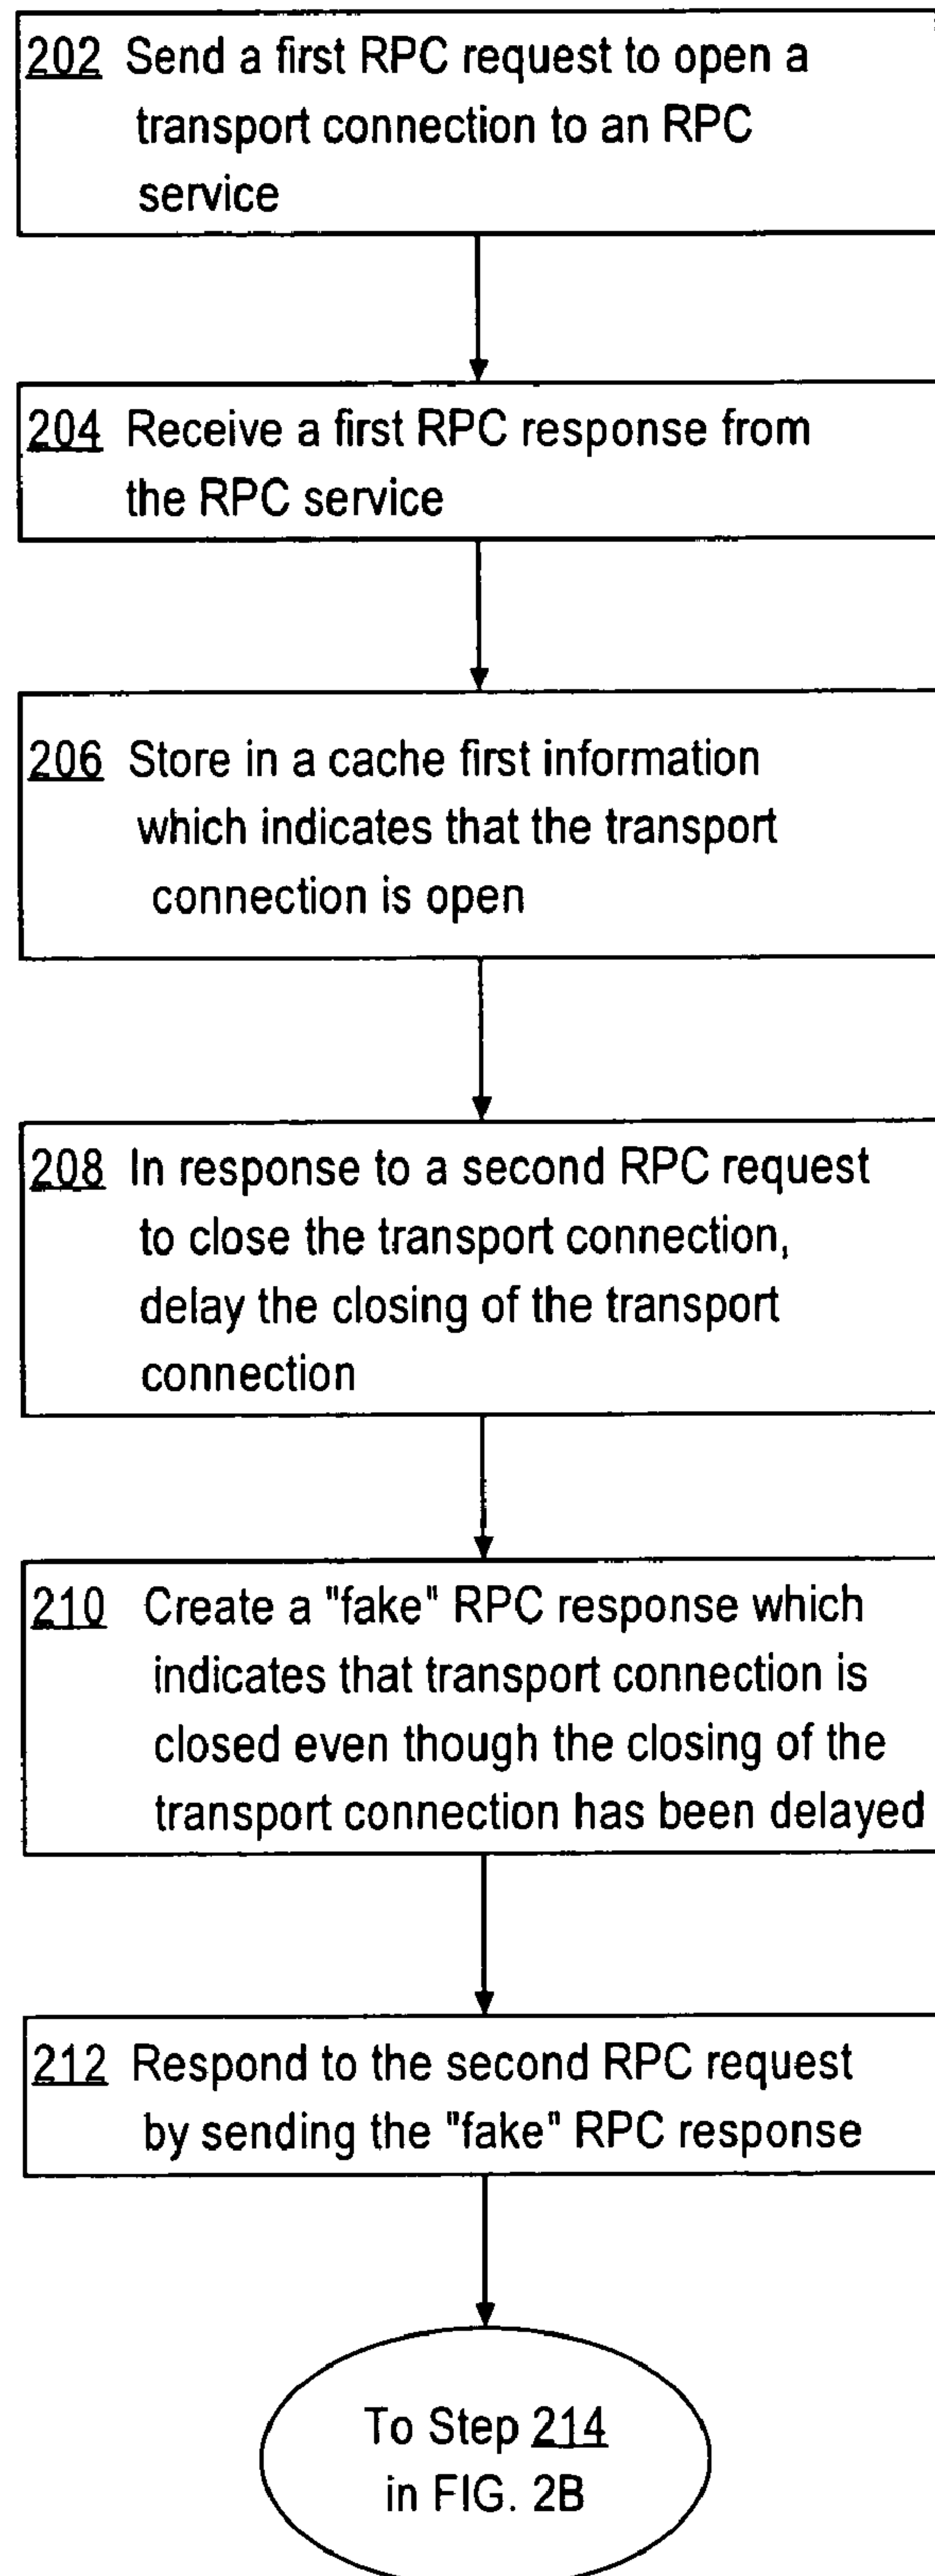 202 Send a first RPC request to open a
transport connection to an RPC
service
204 Receive a first RPC response from
the RPC service
206 Store in a cache first information
which indicates that the transport
connection is open
208 In response to a second RPC request
to close the transport connection,
delay the closing of the transport
connection
210 Create a "fake" RPC response which
indicates that transport connection is
closed even though the closing of the
transport connection has been delayed
212 Respond to the second RPC request
by sending the "fake" RPC response
To Step 214
in FIG. 2B